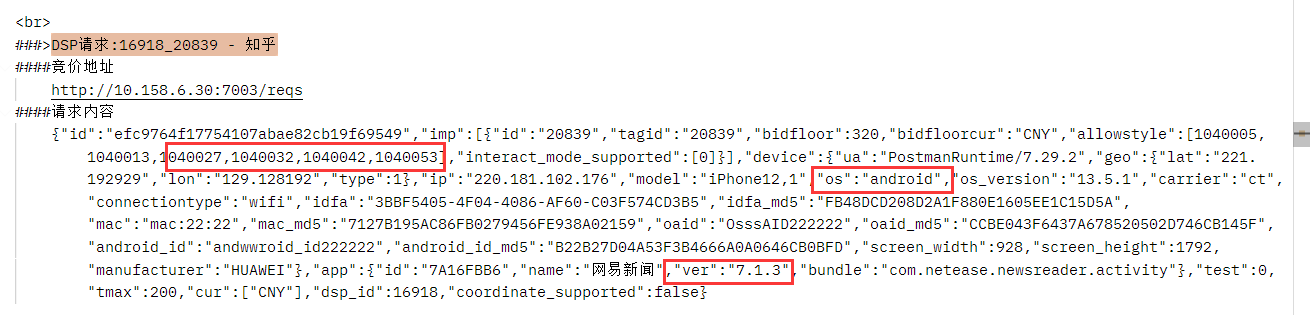 <br>
###>DSP请求:16918_20839 - 知乎
####竞价地址
http://10.158.6.30:7003/reqs
####请求内容
{"id":"efc9764f17754107abae82cb19f69549","imp":[{"id":"20839","tagid":"20839","bidfloor":320,"bidfloorcur":"CNY","allowstyle":[1040005,
1040013,1040027,1040032,1040042,1040053],"interact_mode_supported":[0]}],"device":{"ua":"PostmanRuntime/7.29.2","geo":{"lat":"221.
192929","lon":"129.128192","type":1},"ip":"220.181.102.176","model":"iPhone12,1","os":"android","os_version":"13.5.1","carrier":"ct",
"connectiontype":"wifi","idfa":"3BBF5405-4F04-4086-AF60-C03F574CD3B5","idfa_md5":"FB48DCD208D2A1F880E1605EE1C15D5A",
"mac":"mac:22:22","mac_md5":"7127B195AC86FB0279456FE938A02159","oaid":"OsssAID222222","oaid_md5":"CCBE043F6437A678520502D746CB145F",
"android_id":"andwwroid_id222222","android_id_md5":"B22B27D04A53F3B4666A0A0646CB0BFD","screen_width":928,"screen_height":1792,
"manufacturer":"HUAWEI"},"app":{"id":"7A16FBB6","name":"网易新闻","ver":"7.1.3","bundle":"com.netease.newsreader.activity"},"test":0,
"tmax":200,"cur":["CNY"],"dsp_id":16918,"coordinate_supported":false}